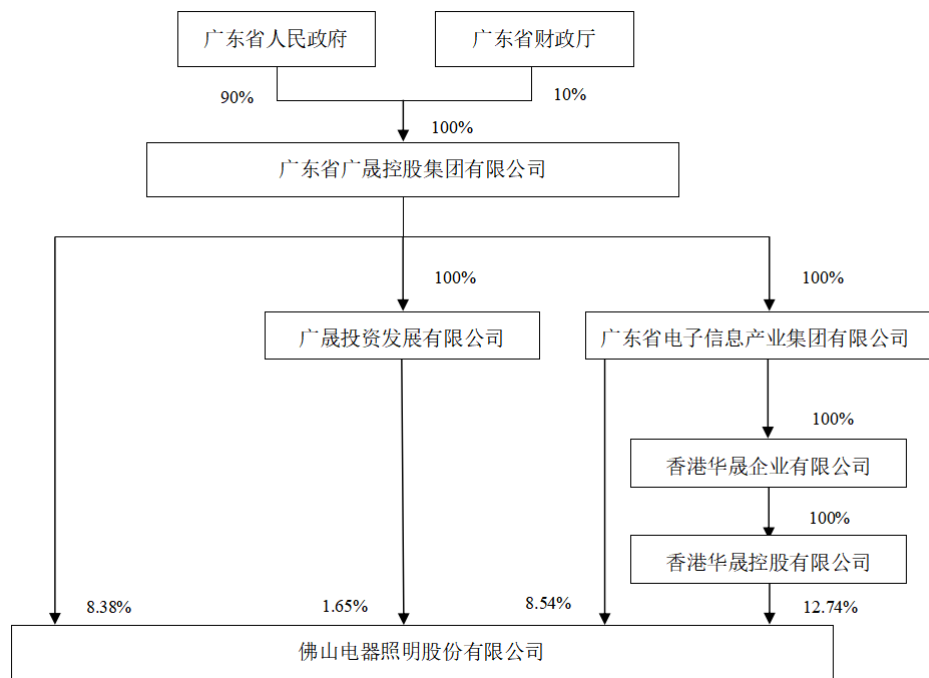 广东省人民政府
广东省财政厅
90%
10%
100%
广东省广晟控股集团有限公司
100%
100%
广晟投资发展有限公司
广东省电子信息产业集团有限公司
100%
香港华晟企业有限公司
100%
香港华晟控股有限公司
8.38%
1.65%
8.54%
12.74%
佛山电器照明股份有限公司